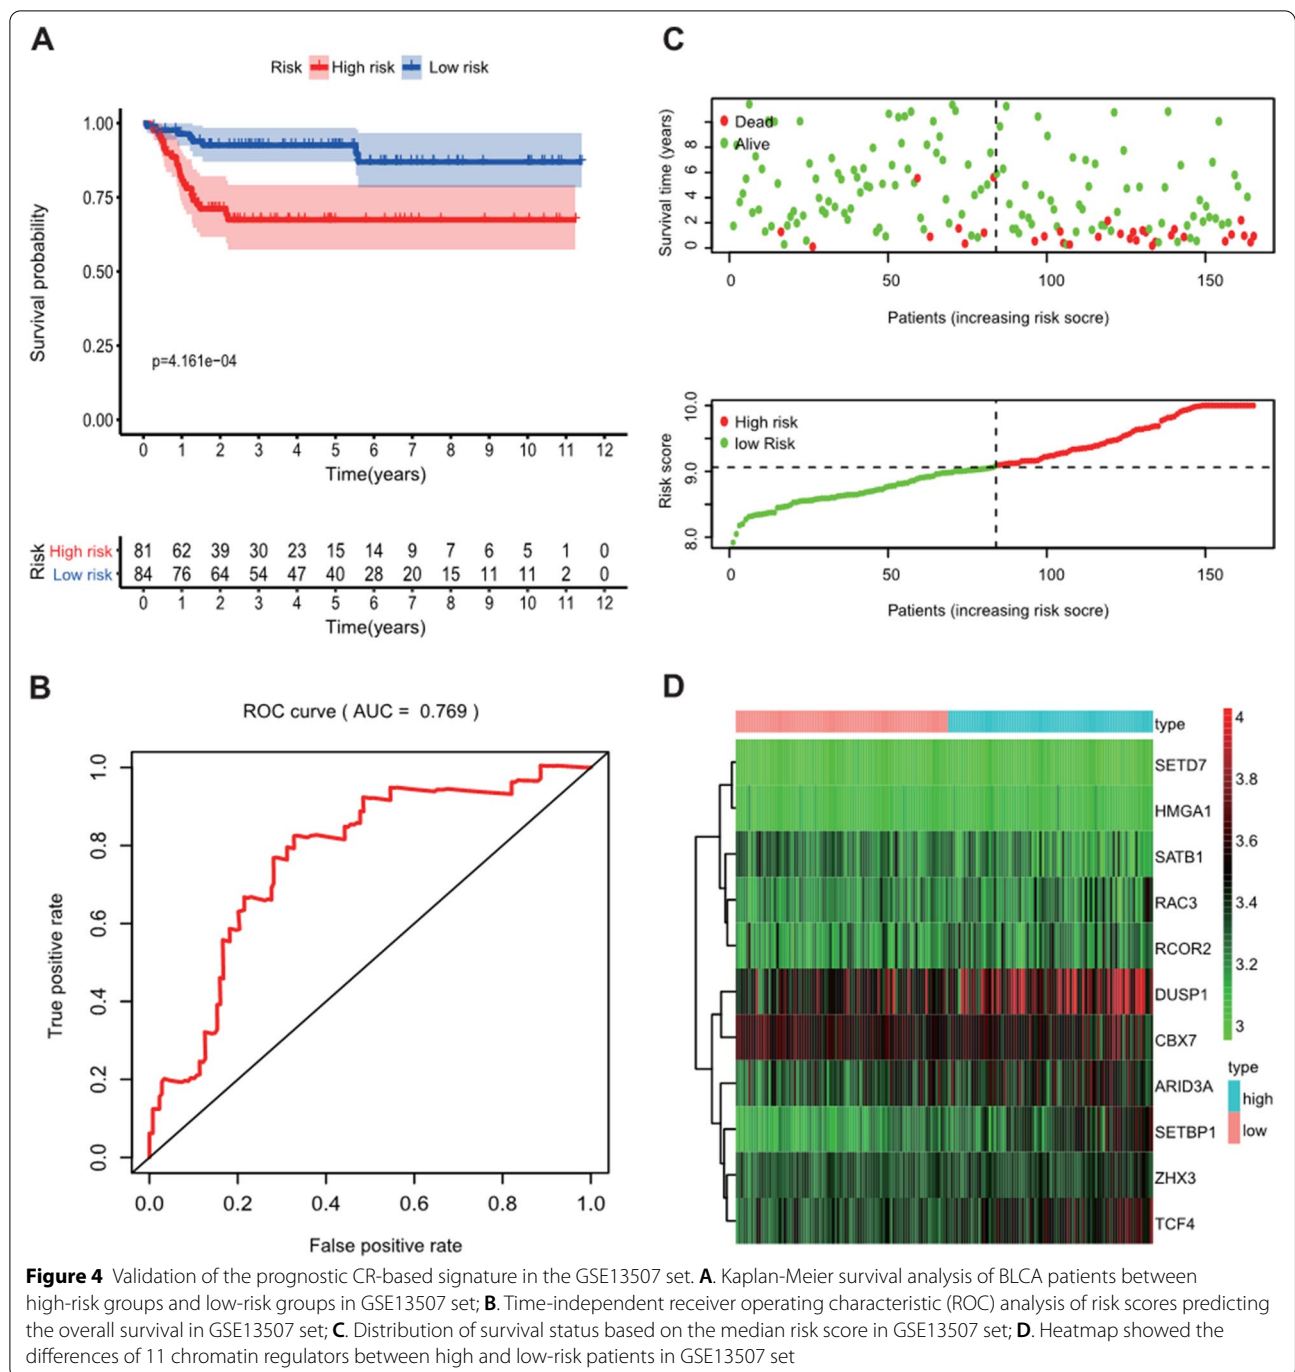 A
Risk High risk Low risk
Survival probability
1.00
0.75
0.50
0.25
0.00
p=4.161e−04
0 1 2 3 4 5 6 7 8 9 10 11 12
Time(years)
Risk
High risk 81 62 39 30 23 15 14 9 7 6 5 1 0
Low risk 84 76 64 54 47 40 28 20 15 11 11 2 0
0 1 2 3 4 5 6 7 8 9 10 11 12
Time(years)
C
Survival time (years)
Dead
Alive
8
6
4
2
0
0 50 100 150
Patients (increasing risk socre)
Risk score
10.0
9.0
8.0
High risk
low Risk
0 50 100 150
Patients (increasing risk socre)
B
ROC curve ( AUC = 0.769 )
True positive rate
1.0
0.8
0.6
0.4
0.2
0.0
0.0 0.2 0.4 0.6 0.8 1.0
False positive rate
D
type
SETD7
HMGA1
SATB1
RAC3
RCOR2
DUSP1
CBX7
ARID3A
SETBP1
ZHX3
TCF4
4
3.8
3.6
3.4
3.2
3
type
high
low
Figure 4 Validation of the prognostic CR-based signature in the GSE13507 set. A. Kaplan-Meier survival analysis of BLCA patients between
high-risk groups and low-risk groups in GSE13507 set; B. Time-independent receiver operating characteristic (ROC) analysis of risk scores predicting
the overall survival in GSE13507 set; C. Distribution of survival status based on the median risk score in GSE13507 set; D. Heatmap showed the
differences of 11 chromatin regulators between high and low-risk patients in GSE13507 set